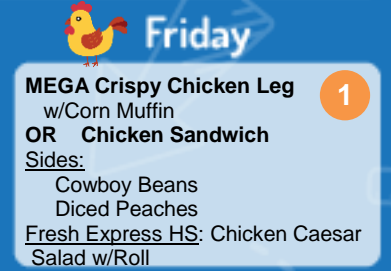 Friday
MEGA Crispy Chicken Leg
1
w/Corn Muffin
OR Chicken Sandwich
Sides:
Cowboy Beans
Diced Peaches
Fresh Express HS: Chicken Caesar
Salad w/Roll